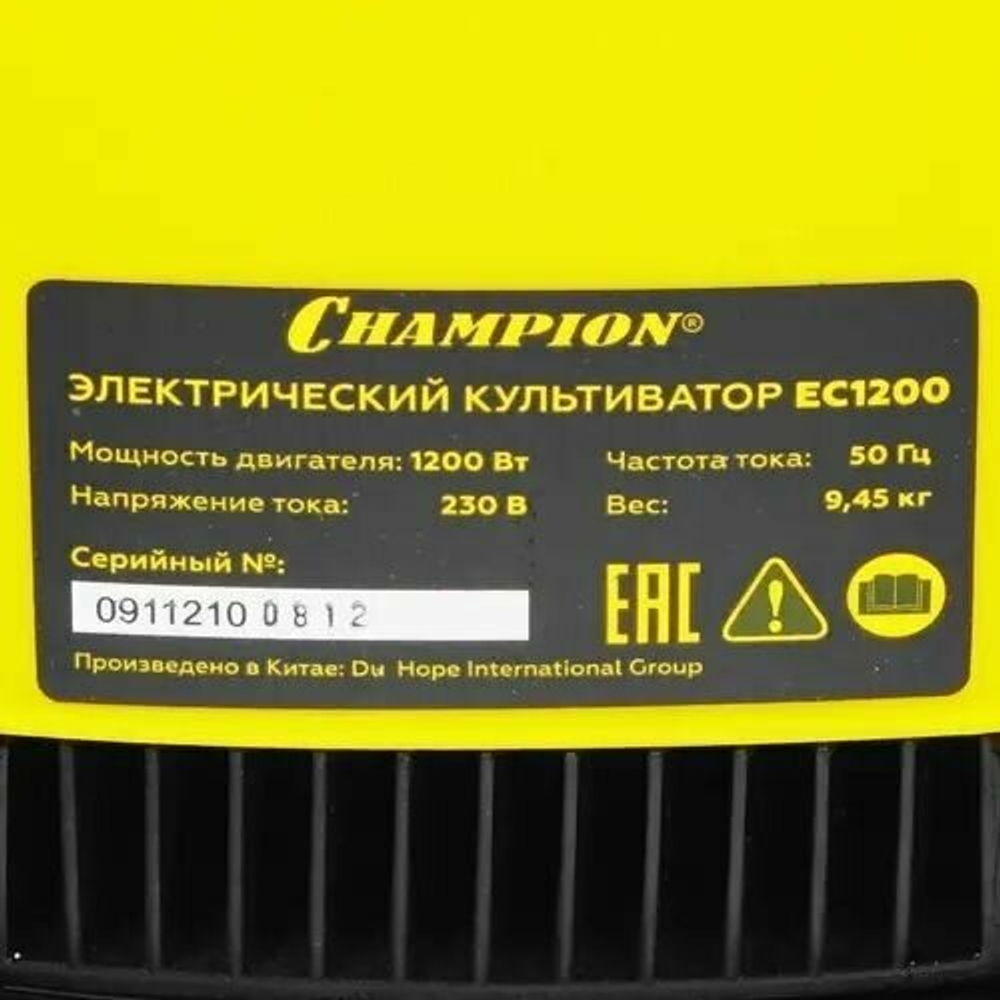 CHAMPION®
ЭЛЕКТРИЧЕСКИЙ КУЛЬТИВАТОР EC1200
Мощность двигателя: 1200 Вт
Частота тока: 50 Гц
Напряжение тока: 230 В
Вес: 9,45 кг
Серийный №:
0911210 0812
EAC
Произведено в Китае: Du Hope International Group